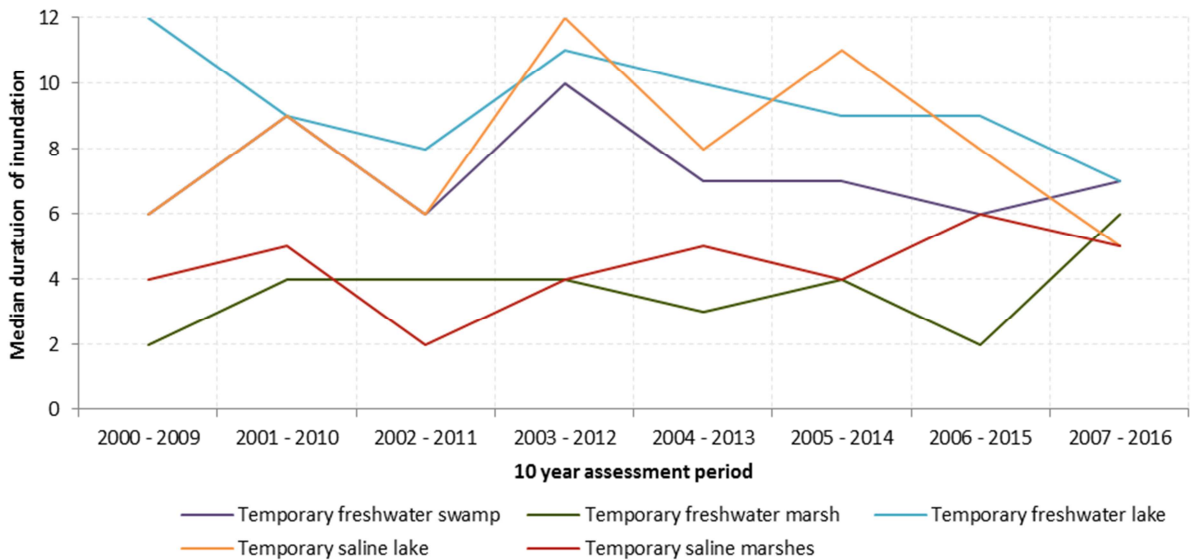 Median duratuion of inundation
12
10
8
6
4
2
0
2000 - 2009 2001 - 2010 2002 - 2011 2003 - 2012 2004 - 2013 2005 - 2014 2006 - 2015 2007 - 2016
10 year assessment period
Temporary freshwater swamp Temporary freshwater marsh Temporary freshwater lake
Temporary saline lake Temporary saline marshes